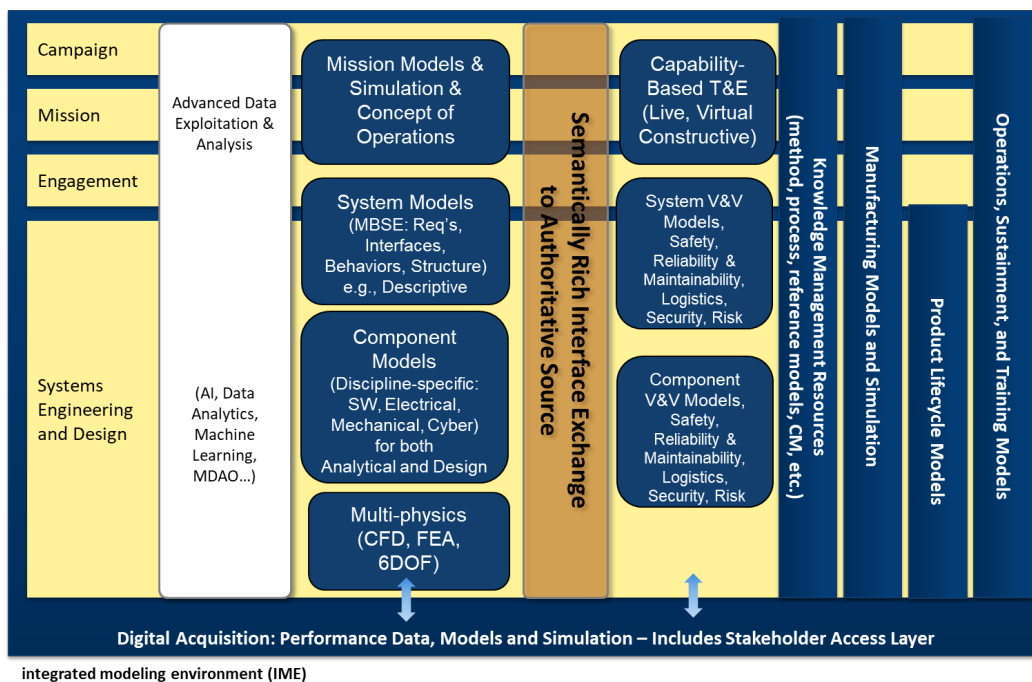 Campaign
Mission
Engagement
Systems
Engineering
and Design
Advanced Data
Exploitation &
Analysis
(AI, Data
Analytics,
Machine
Learning,
MDAO...)
Mission Models &
Simulation &
Concept of
Operations
System Models
(MBSE: Req's,
Interfaces,
Behaviors, Structure)
e.g., Descriptive
Component
Models
(Discipline-specific:
SW, Electrical,
Mechanical, Cyber)
for both
Analytical and Design
Multi-physics
(CFD, FEA,
6DOF)
Semantically Rich Interface Exchange
to Authoritative Source
Capability-
Based T&E
(Live, Virtual
Constructive)
System V&V
Models,
Safety,
Reliability &
Maintainability,
Logistics,
Security, Risk
Component
V&V Models,
Safety,
Reliability &
Maintainability,
Logistics,
Security, Risk
Knowledge Management Resources
(method, process, reference models, CM, etc.)
Manufacturing Models and Simulation
Product Lifecycle Models
Operations, Sustainment, and Training Models
Digital Acquisition: Performance Data, Models and Simulation – Includes Stakeholder Access Layer
integrated modeling environment (IME)